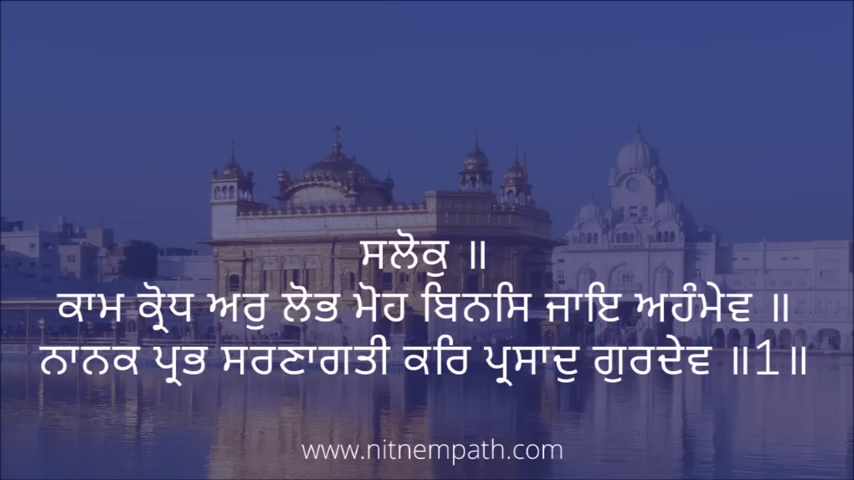 ਸਲੋਕੁ ॥
ਕਾਮ ਕ੍ਰੋਧ ਅਰੁ ਲੋਭ ਮੋਹ ਬਿਨਸਿ ਜਾਇ ਅਹੰਮੇਵ ॥
ਨਾਨਕ ਪ੍ਰਭ ਸਰਣਾਗਤੀ ਕਰਿ ਪ੍ਰਸਾਦੁ ਗੁਰਦੇਵ ॥1॥
www.nitnempath.com